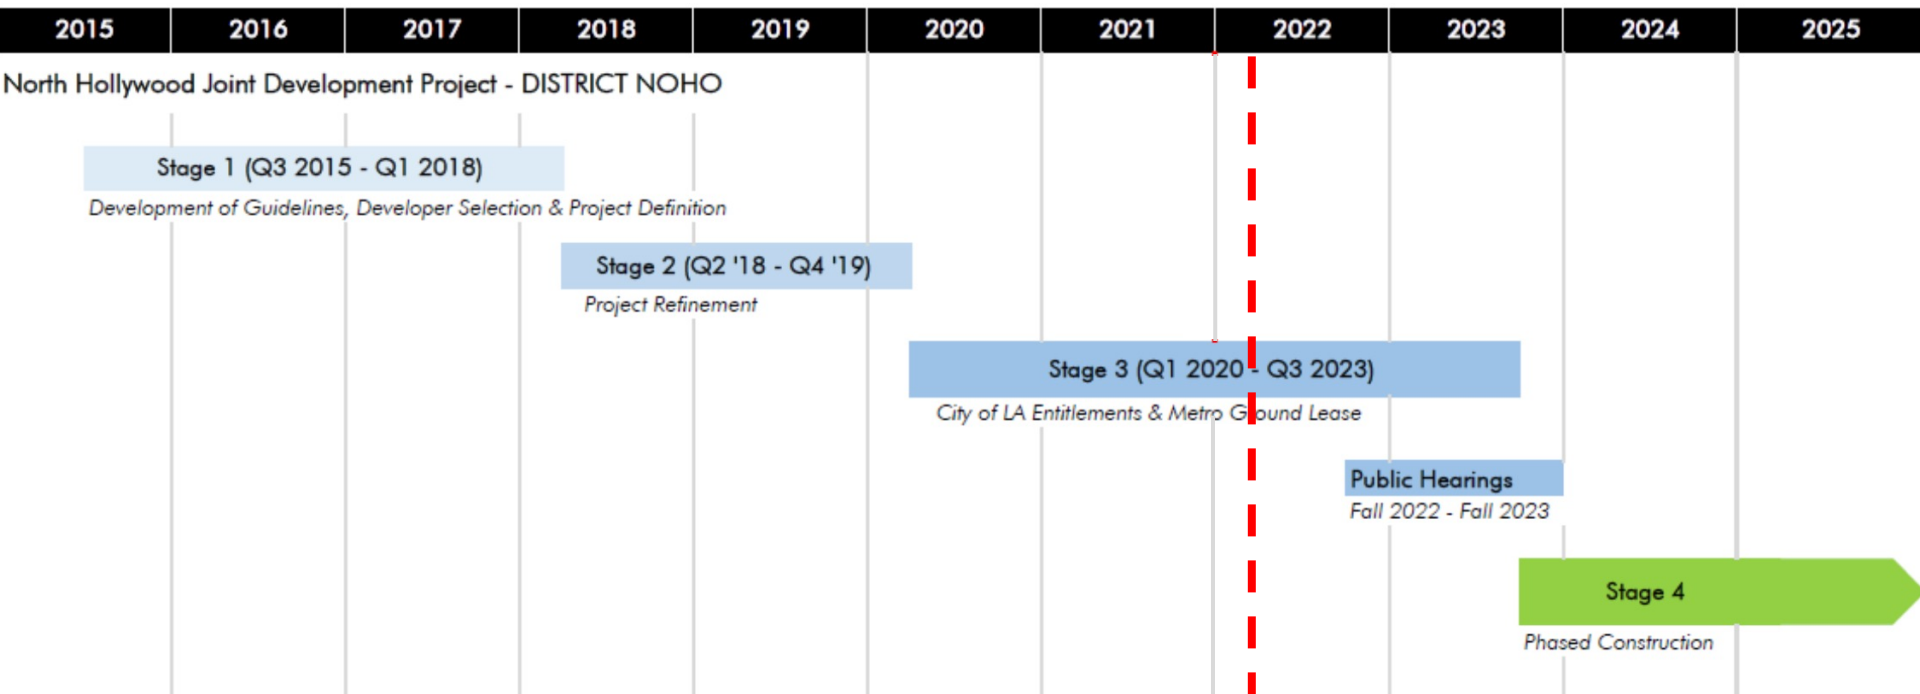 2015 2016 2017 2018 2019 2020 2021 2022 2023 2024 2025
North Hollywood Joint Development Project - DISTRICT NOHO
Stage 1 (Q3 2015 - Q1 2018)
Development of Guidelines, Developer Selection & Project Definition
Stage 2 (Q2 '18 - Q4 '19)
Project Refinement
Stage 3 (Q1 2020 - Q3 2023)
City of LA Entitlements & Metro Ground Lease
Public Hearings
Fall 2022 - Fall 2023
Stage 4
Phased Construction